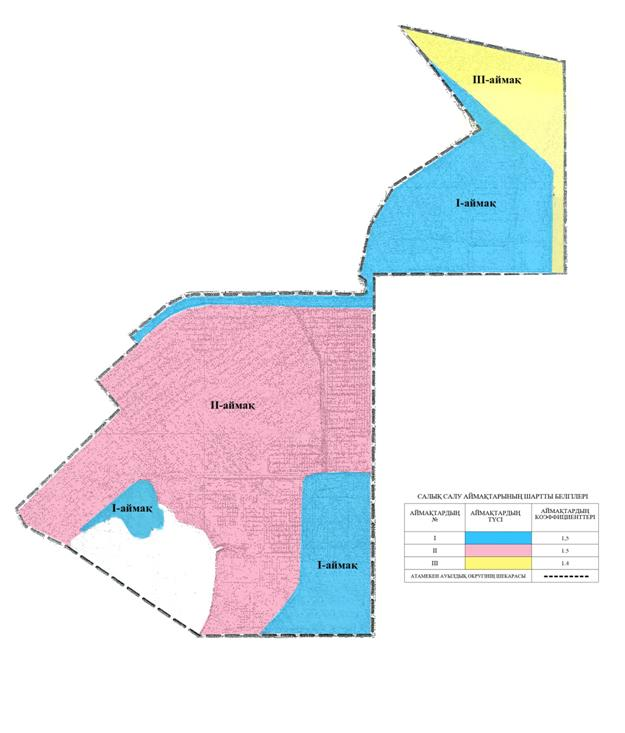 III-аймақ
I-аймақ
II-аймақ
I-аймақ
I-аймақ
САЛЫҚ САЛУ АЙМАҚТАРЫНЫҢ ШАРТТЫ БЕЛГІЛЕРІ
АЙМАҚТАРДЫҢ №
АЙМАҚТАРДЫҢ ТҮСІ
АЙМАҚТАРДЫҢ КОЭФФИЦИЕНТТЕРІ
I 1,5
II 1.5
III 1.4
АТАМЕКЕН АУЫЛДЫҚ ОКРУГІНІҢ ШЕКАРАСЫ